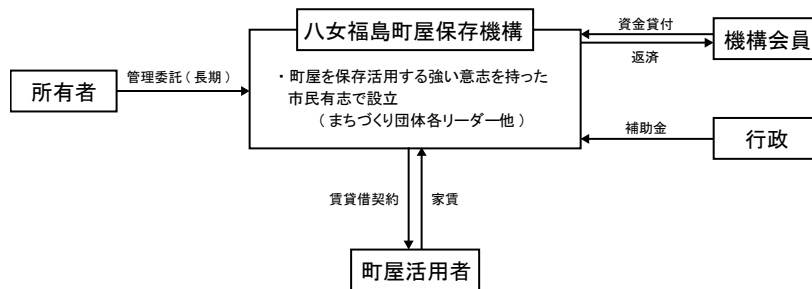 八女福島町屋保存機構
資金貸付
機構会員
返済
管理委託(長期)
所有者
・町屋を保存活用する強い意志を持った
市民有志で設立
(まちづくり団体各リーダー他)
補助金
行政
賃貸借契約
家賃
町屋活用者